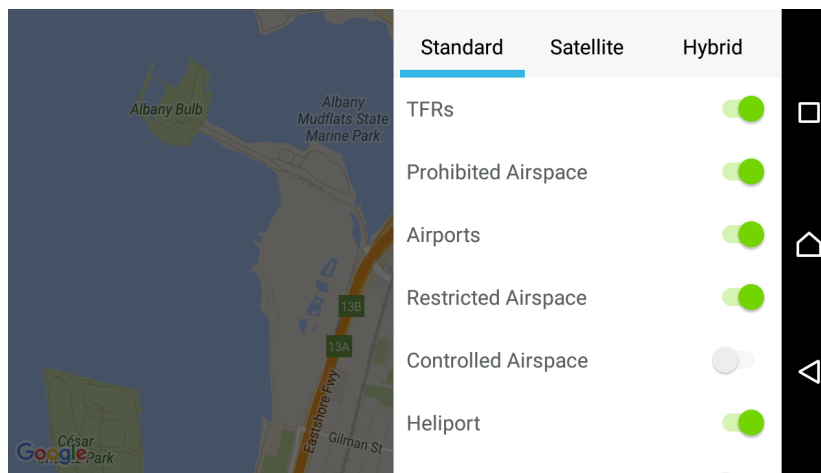 Standard
Satellite
Hybrid
Albany Bulb
Albany
Mudflats State
Marine Park
13B
13A
Eastshore Fwy
Gilman St
César
Park
Google
TFRs
Prohibited Airspace
Airports
Restricted Airspace
Controlled Airspace
Heliport